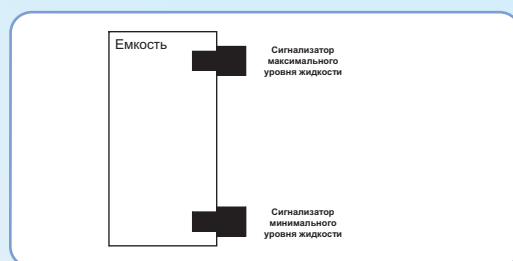 Емкость
Сигнализатор
максимального
уровня жидкости
Сигнализатор
минимального
уровня жидкости